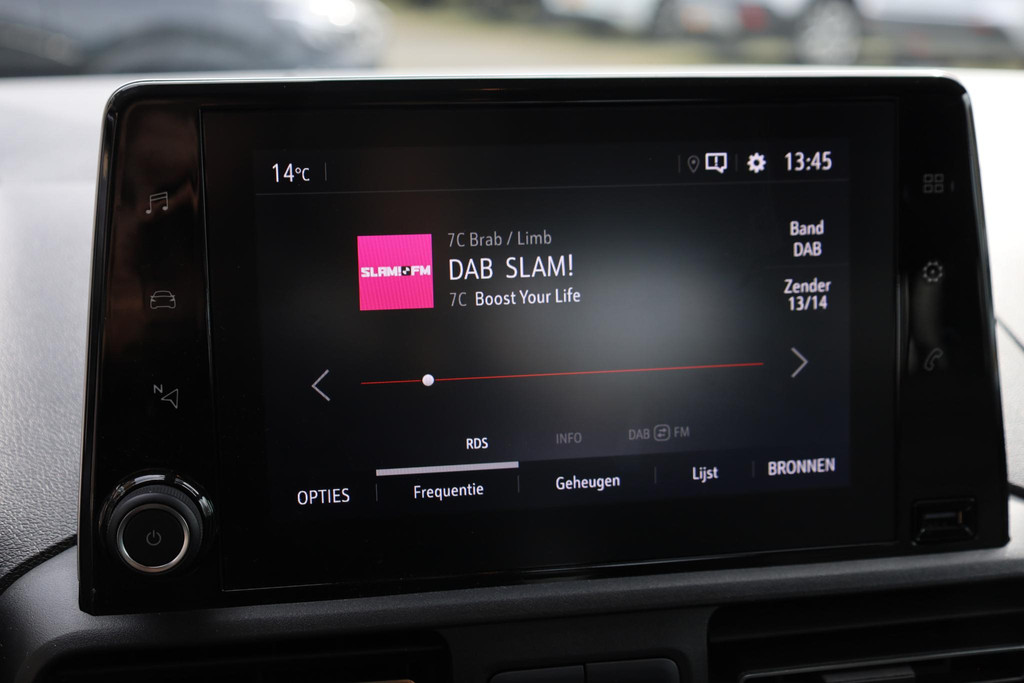 14°C
13:45
7C Brab / Limb
SLAM! FM
DAB SLAM!
7C Boost Your Life
Band
DAB
Zender
13/14
N
RDS
INFO
DAB FM
OPTIES
Frequentie
Geheugen
Lijst
BRONNEN